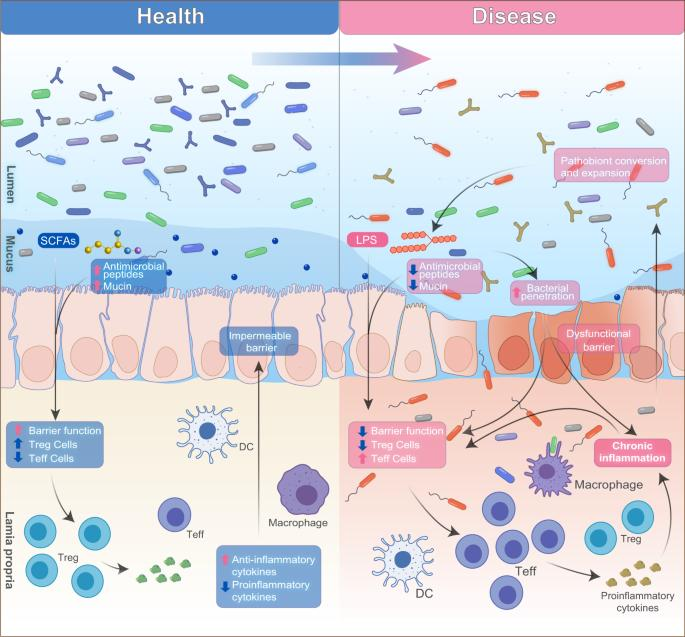 Health
Disease
Lumen
Pathobiont conversion
and expansion
Mucus
SCFAs
LPS
Antimicrobial
peptides
Mucin
Antimicrobial
peptides
Mucin
Bacterial
penetration
Impermeable
barrier
Dysfunctional
barrier
Barrier function
Treg Cells
Teff Cells
DC
Barrier function
Treg Cells
Teff Cells
Chronic
inflammation
Macrophage
Macrophage
Lamia propria
Teff
Treg
Anti-inflammatory
cytokines
Proinflammatory
cytokines
DC
Teff
Treg
Proinflammatory
cytokines